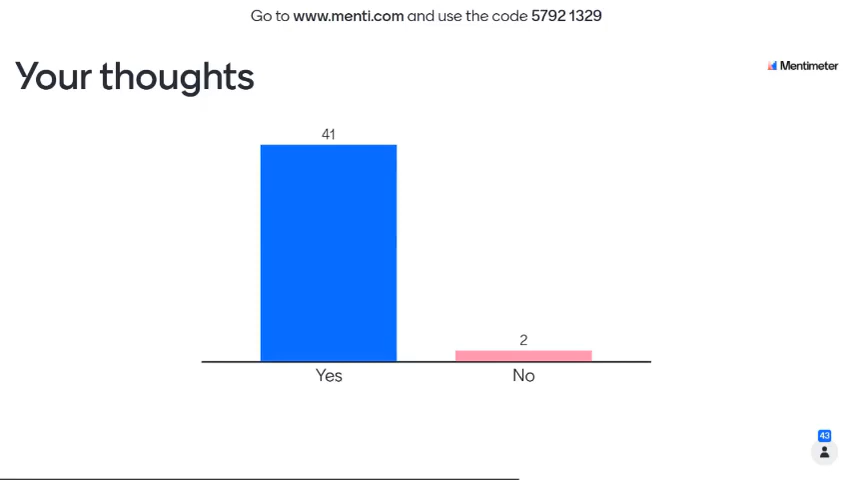 Go to www.menti.com and use the code 5792 1329
Your thoughts
Mentimeter
41
2
Yes
No
43